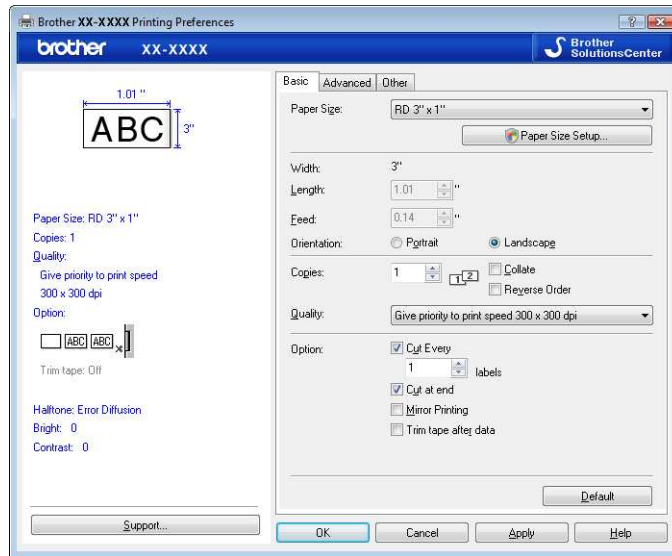 Brother XX-XXXX Printing Preferences
brother XX-XXXX
Brother
SolutionsCenter
1.01 "
ABC
3"
Paper Size: RD 3" x 1"
Copies: 1
Quality:
Give priority to print speed
300 x 300 dpi
Option:
ABC ABC
Trim tape: Off
Halftone: Error Diffusion
Bright: 0
Contrast: 0
Support...
Basic Advanced Other
Paper Size: RD 3" x 1"
Paper Size Setup...
Width: 3"
Length: 1.01 "
Feed: 0.14 "
Orientation: Portrait Landscape
Copies: 1 1 2 Collate
Reverse Order
Quality: Give priority to print speed 300 x 300 dpi
Option: Cut Every
1 labels
Cut at end
Mirror Printing
Trim tape after data
Default
OK Cancel Apply Help